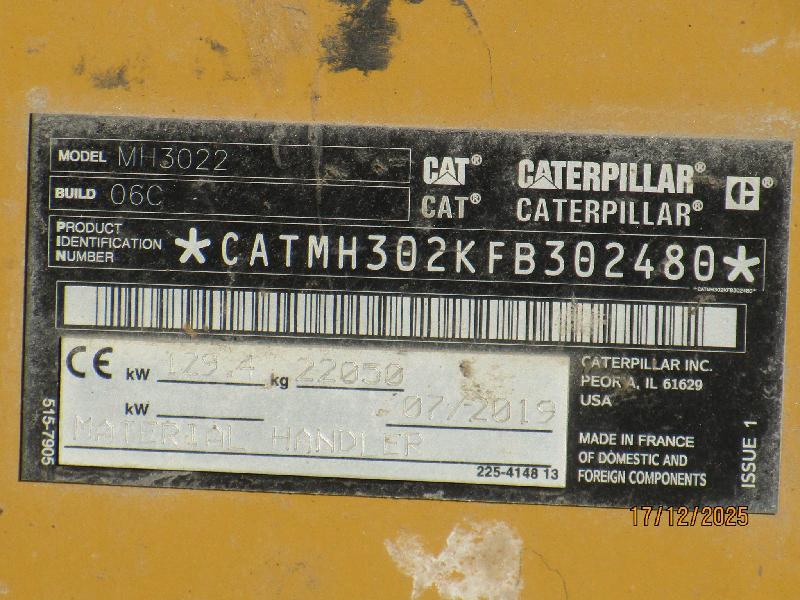 MODEL MH3022
BUILD 06C
CAT® CATERPILLAR®
CAT® CATERPILLAR®
PRODUCT
IDENTIFICATION
NUMBER
*CATMH302KFB302480*
*CATMH302KFB302480*
CE kW 129.4 kg 22050
kW 07/2019
MATERIAL HANDLER
225-4148 13
515-7905
CATERPILLAR INC.
PEORIA, IL 61629
USA
MADE IN FRANCE
OF DOMESTIC AND
FOREIGN COMPONENTS
ISSUE 1
17/12/2025